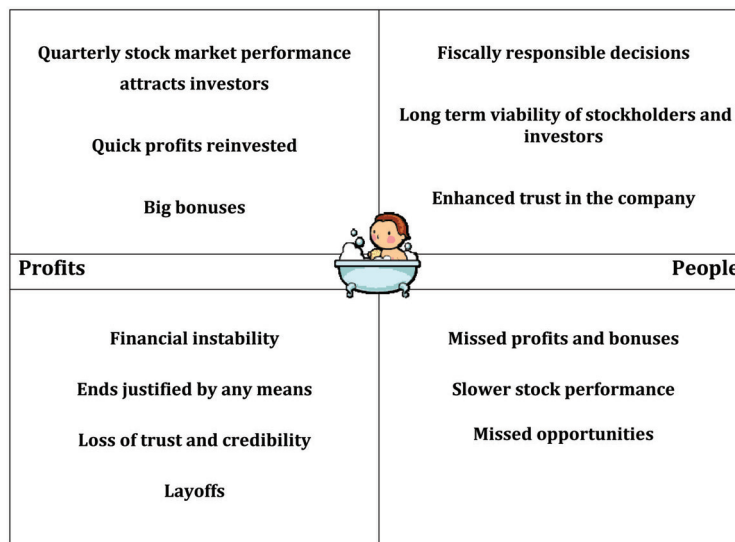 Quarterly stock market performance
attracts investors
Quick profits reinvested
Big bonuses
Fiscally responsible decisions
Long term viability of stockholders and
investors
Enhanced trust in the company
Profits
People
Financial instability
Ends justified by any means
Loss of trust and credibility
Layoffs
Missed profits and bonuses
Slower stock performance
Missed opportunities